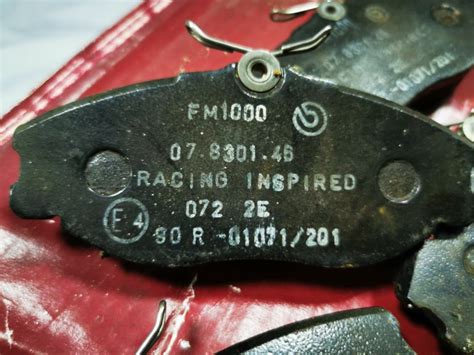 FM1000
07.8301.46
RACING INSPIRED
072 2E
E4
90 R -01071/201